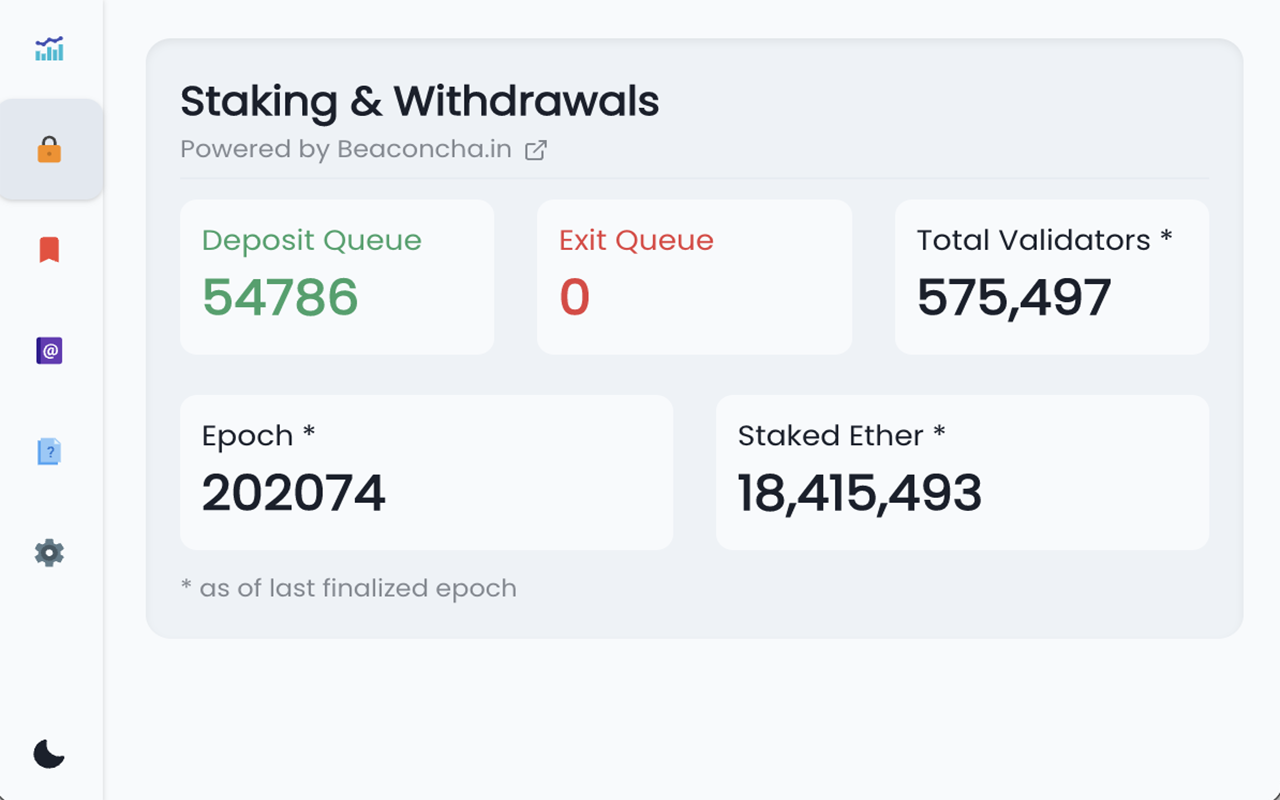 Staking & Withdrawals
Powered by Beaconcha.in
Deposit Queue
54786
Exit Queue
0
Total Validators *
575,497
Epoch *
202074
Staked Ether *
18,415,493
* as of last finalized epoch
@
?